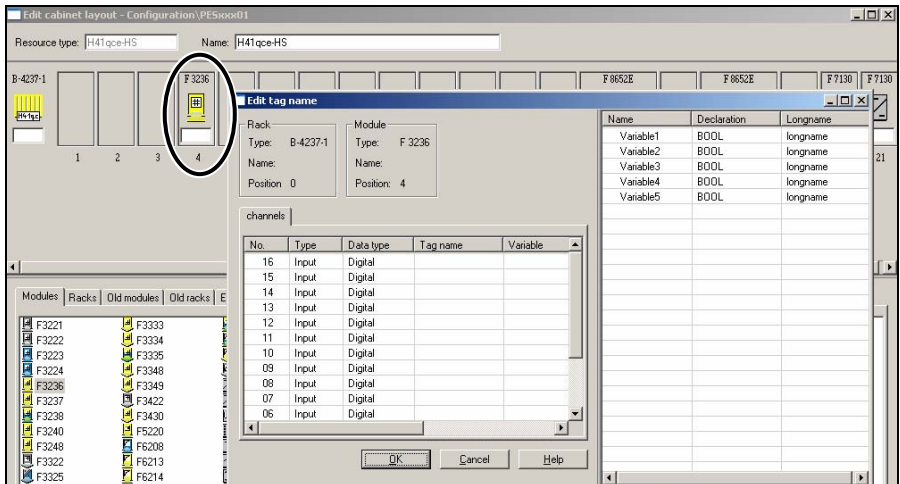 Edit cabinet layout - Configuration\PESxxx01
Resource type: H41qce-HS Name: H41qce-HS
B-4237-1 F 3236 F 8652E F 8652E F 7130 F 7130
H41qc
1 2 3 4 21
Edit tag name
Rack
Type: B-4237-1
Name:
Position 0
Module
Type: F 3236
Name:
Position: 4
channels
No. Type Data type Tag name Variable
16 Input Digital
15 Input Digital
14 Input Digital
13 Input Digital
12 Input Digital
11 Input Digital
10 Input Digital
09 Input Digital
08 Input Digital
07 Input Digital
06 Input Digital
OK Cancel Help
Name Declaration Longname
Variable1 BOOL longname
Variable2 BOOL longname
Variable3 BOOL longname
Variable4 BOOL longname
Variable5 BOOL longname
Modules Racks Old modules Old racks E
F3221 F3333
F3222 F3334
F3223 F3335
F3224 F3348
F3236 F3349
F3237 F3422
F3238 F3430
F3240 F5220
F3248 F6208
F3322 F6213
F3325 F6214